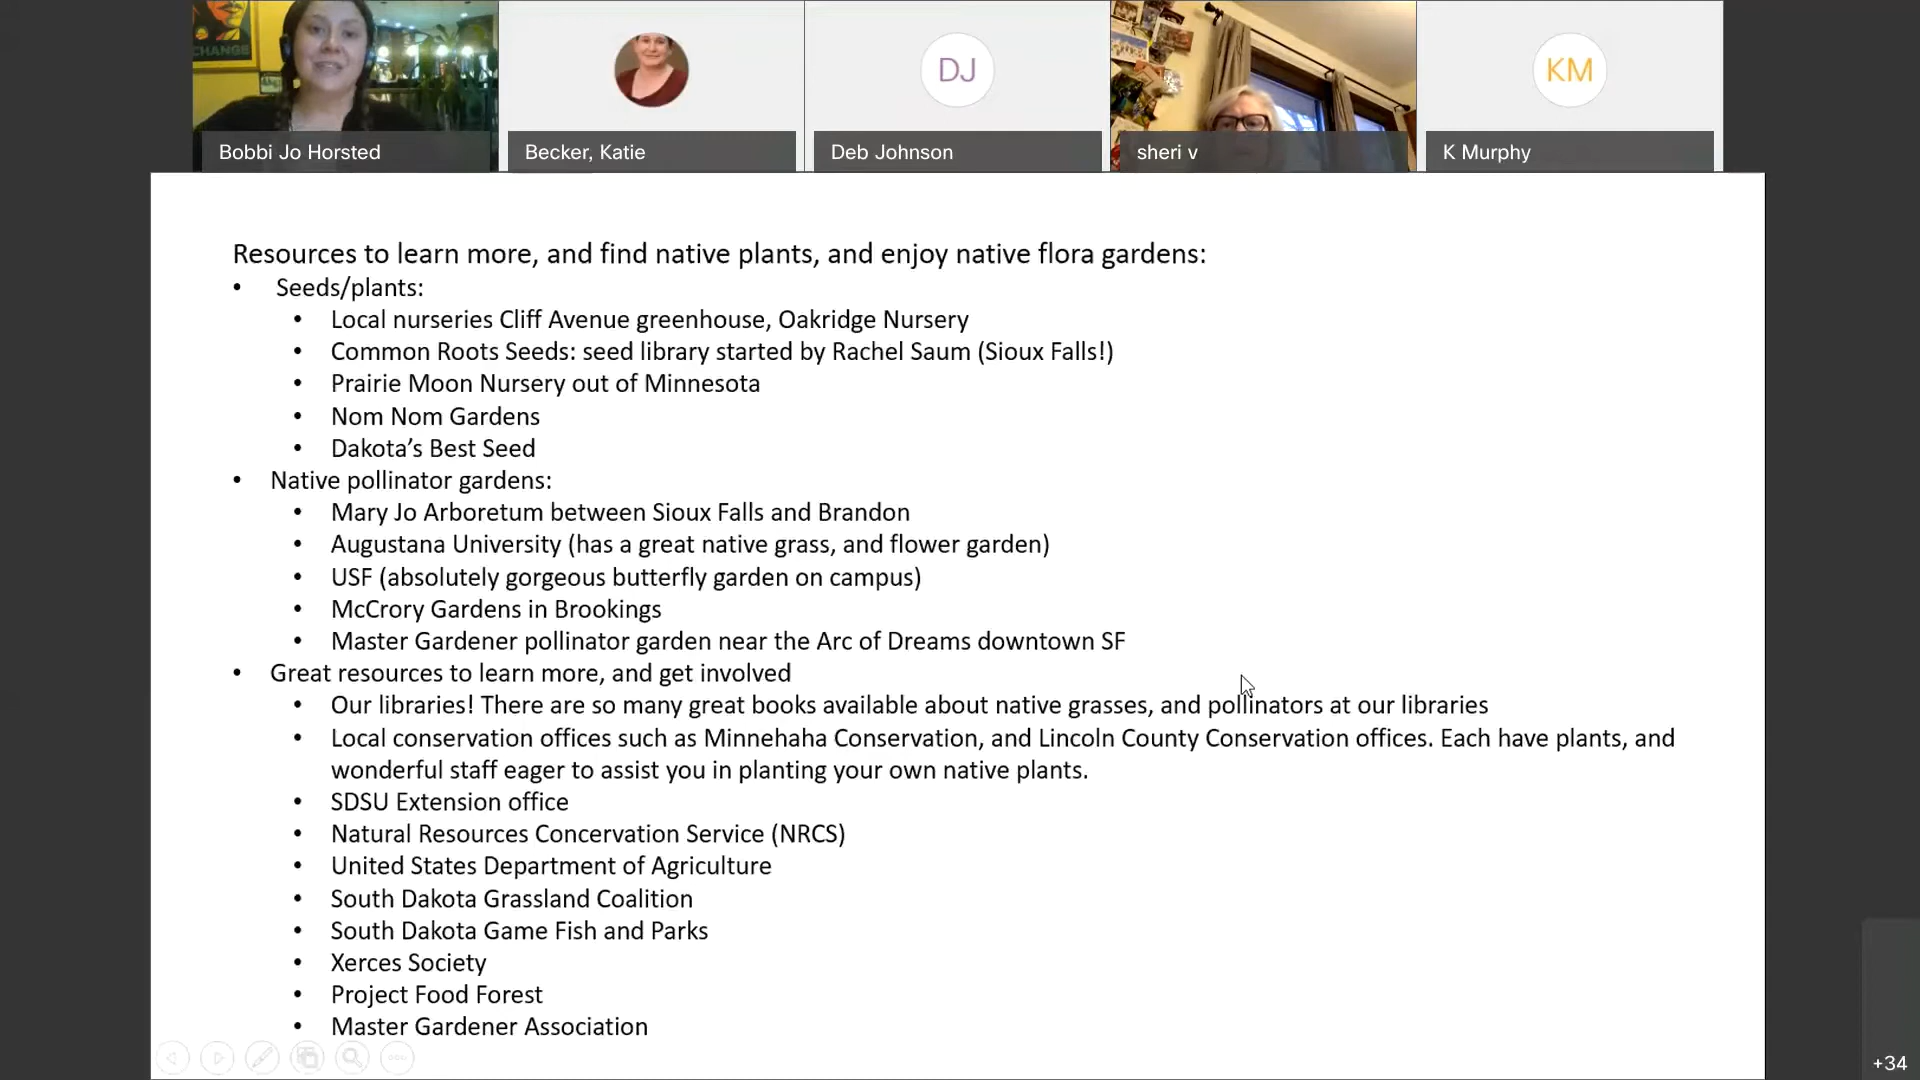 CHANGE
Bobbi Jo Horsted
Becker, Katie
DJ
Deb Johnson
sheri v
KM
K Murphy
Resources to learn more, and find native plants, and enjoy native flora gardens:
• Seeds/plants:
• Local nurseries Cliff Avenue greenhouse, Oakridge Nursery
• Common Roots Seeds: seed library started by Rachel Saum (Sioux Falls!)
• Prairie Moon Nursery out of Minnesota
• Nom Nom Gardens
• Dakota’s Best Seed
• Native pollinator gardens:
• Mary Jo Arboretum between Sioux Falls and Brandon
• Augustana University (has a great native grass, and flower garden)
• USF (absolutely gorgeous butterfly garden on campus)
• McCrory Gardens in Brookings
• Master Gardener pollinator garden near the Arc of Dreams downtown SF
• Great resources to learn more, and get involved
• Our libraries! There are so many great books available about native grasses, and pollinators at our libraries
• Local conservation offices such as Minnehaha Conservation, and Lincoln County Conservation offices. Each have plants, and
wonderful staff eager to assist you in planting your own native plants.
• SDSU Extension office
• Natural Resources Concervation Service (NRCS)
• United States Department of Agriculture
• South Dakota Grassland Coalition
• South Dakota Game Fish and Parks
• Xerces Society
• Project Food Forest
• Master Gardener Association
+34